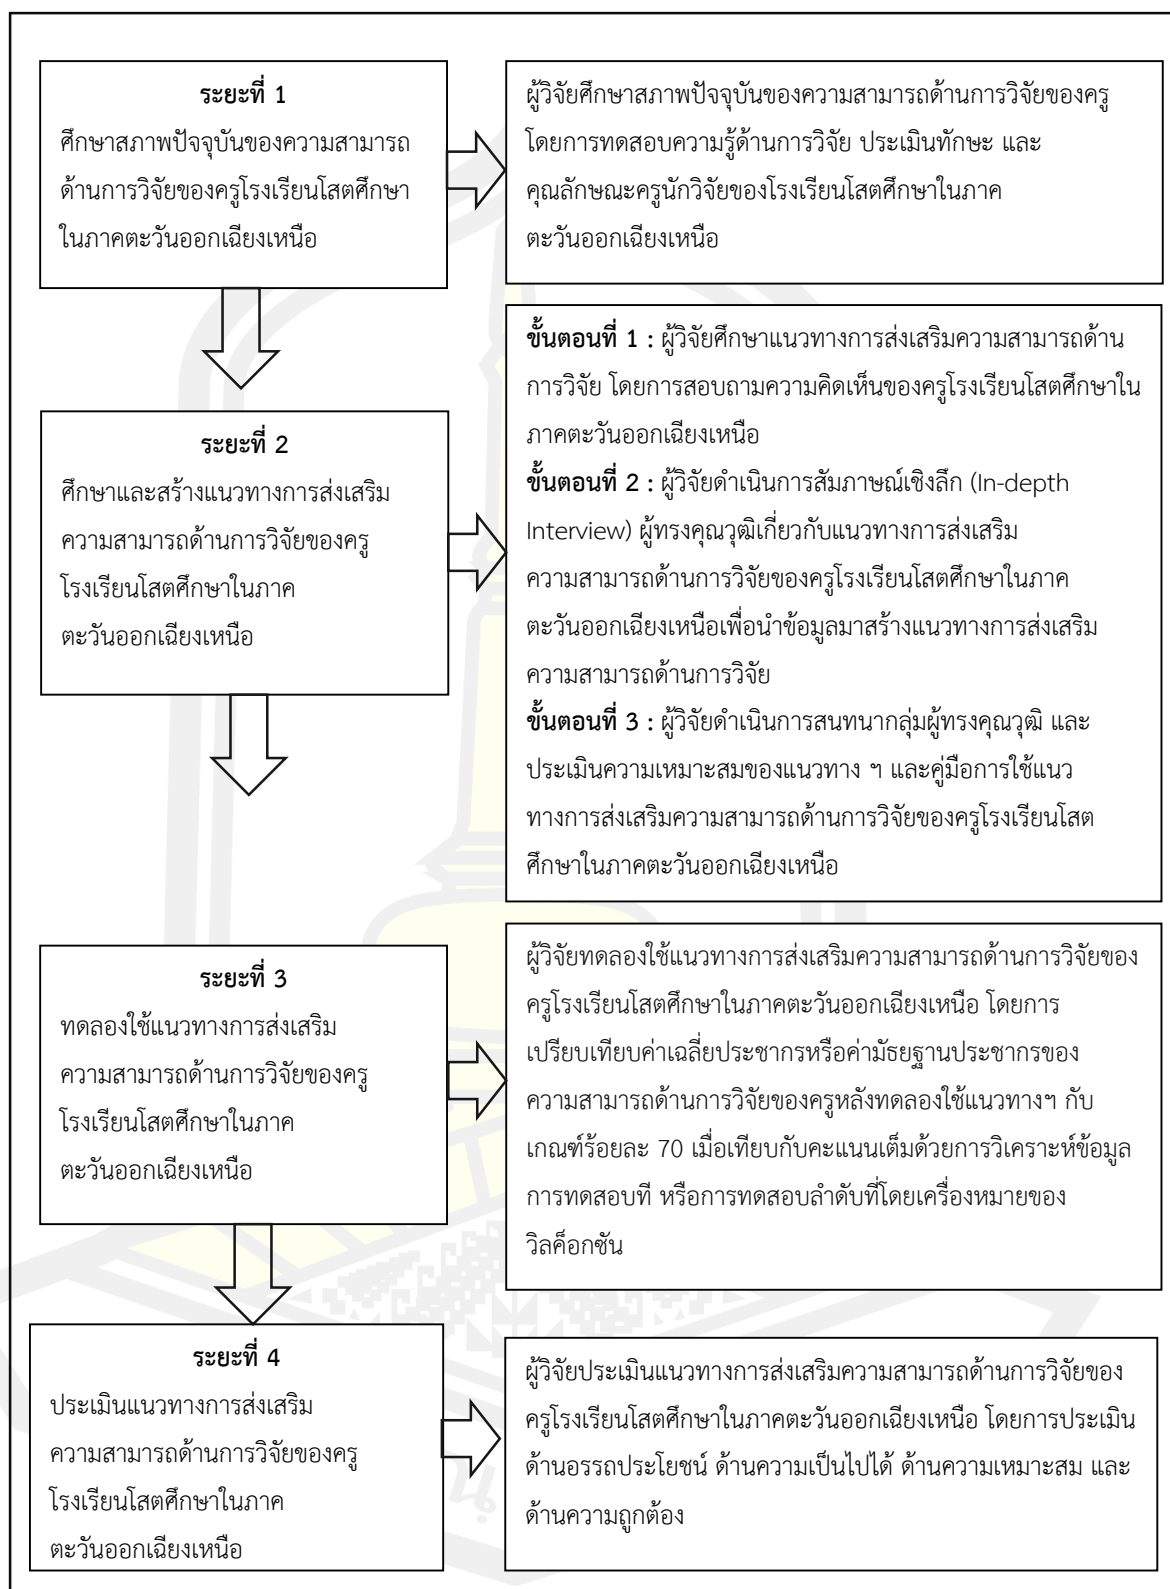 ระยะที่ 1
ศึกษาสภาพปัจจุบันของความสามารถ
ด้านการวิจัยของครูโรงเรียนโสตศึกษา
ในภาคตะวันออกเฉียงเหนือ
ผู้วิจัยศึกษาสภาพปัจจุบันของความสามารถด้านการวิจัยของครู
โดยการทดสอบความรู้ด้านการวิจัย ประเมินทักษะ และ
คุณลักษณะครูนักวิจัยของโรงเรียนโสตศึกษาในภาค
ตะวันออกเฉียงเหนือ
ระยะที่ 2
ศึกษาและสร้างแนวทางการส่งเสริม
ความสามารถด้านการวิจัยของครู
โรงเรียนโสตศึกษาในภาค
ตะวันออกเฉียงเหนือ
ขั้นตอนที่ 1 : ผู้วิจัยศึกษาแนวทางการส่งเสริมความสามารถด้าน
การวิจัย โดยการสอบถามความคิดเห็นของครูโรงเรียนโสตศึกษาใน
ภาคตะวันออกเฉียงเหนือ
ขั้นตอนที่ 2 : ผู้วิจัยดำเนินการสัมภาษณ์เชิงลึก (In-depth
Interview) ผู้ทรงคุณวุฒิเกี่ยวกับแนวทางการส่งเสริม
ความสามารถด้านการวิจัยของครูโรงเรียนโสตศึกษาในภาค
ตะวันออกเฉียงเหนือเพื่อนำข้อมูลมาสร้างแนวทางการส่งเสริม
ความสามารถด้านการวิจัย
ขั้นตอนที่ 3 : ผู้วิจัยดำเนินการสนทนากลุ่มผู้ทรงคุณวุฒิ และ
ประเมินความเหมาะสมของแนวทาง ฯ และคู่มือการใช้แนว
ทางการส่งเสริมความสามารถด้านการวิจัยของครูโรงเรียนโสต
ศึกษาในภาคตะวันออกเฉียงเหนือ
ระยะที่ 3
ทดลองใช้แนวทางการส่งเสริม
ความสามารถด้านการวิจัยของครู
โรงเรียนโสตศึกษาในภาค
ตะวันออกเฉียงเหนือ
ผู้วิจัยทดลองใช้แนวทางการส่งเสริมความสามารถด้านการวิจัยของ
ครูโรงเรียนโสตศึกษาในภาคตะวันออกเฉียงเหนือ โดยการ
เปรียบเทียบค่าเฉลี่ยประชากรหรือค่ามัธยฐานประชากรของ
ความสามารถด้านการวิจัยของครูหลังทดลองใช้แนวทางฯ กับ
เกณฑ์ร้อยละ 70 เมื่อเทียบกับคะแนนเต็มด้วยการวิเคราะห์ข้อมูล
การทดสอบที หรือการทดสอบลำดับที่โดยเครื่องหมายของ
วิลค็อกซัน
ระยะที่ 4
ประเมินแนวทางการส่งเสริม
ความสามารถด้านการวิจัยของครู
โรงเรียนโสตศึกษาในภาค
ตะวันออกเฉียงเหนือ
ผู้วิจัยประเมินแนวทางการส่งเสริมความสามารถด้านการวิจัยของ
ครูโรงเรียนโสตศึกษาในภาคตะวันออกเฉียงเหนือ โดยการประเมิน
ด้านอรรถประโยชน์ ด้านความเป็นไปได้ ด้านความเหมาะสม และ
ด้านความถูกต้อง